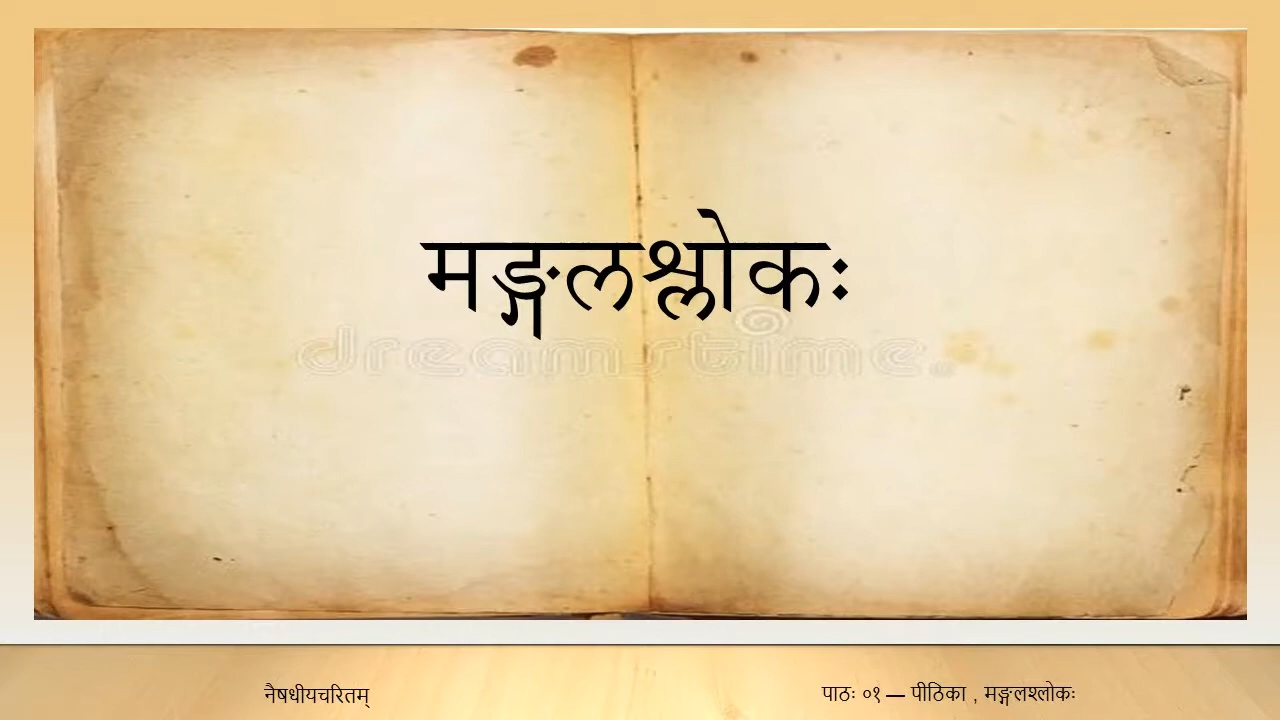 मङ्गलश्लोकः
dreamstime.
नैषधीयचरितम्
पाठः ०१ — पीठिका , मङ्गलश्लोकः